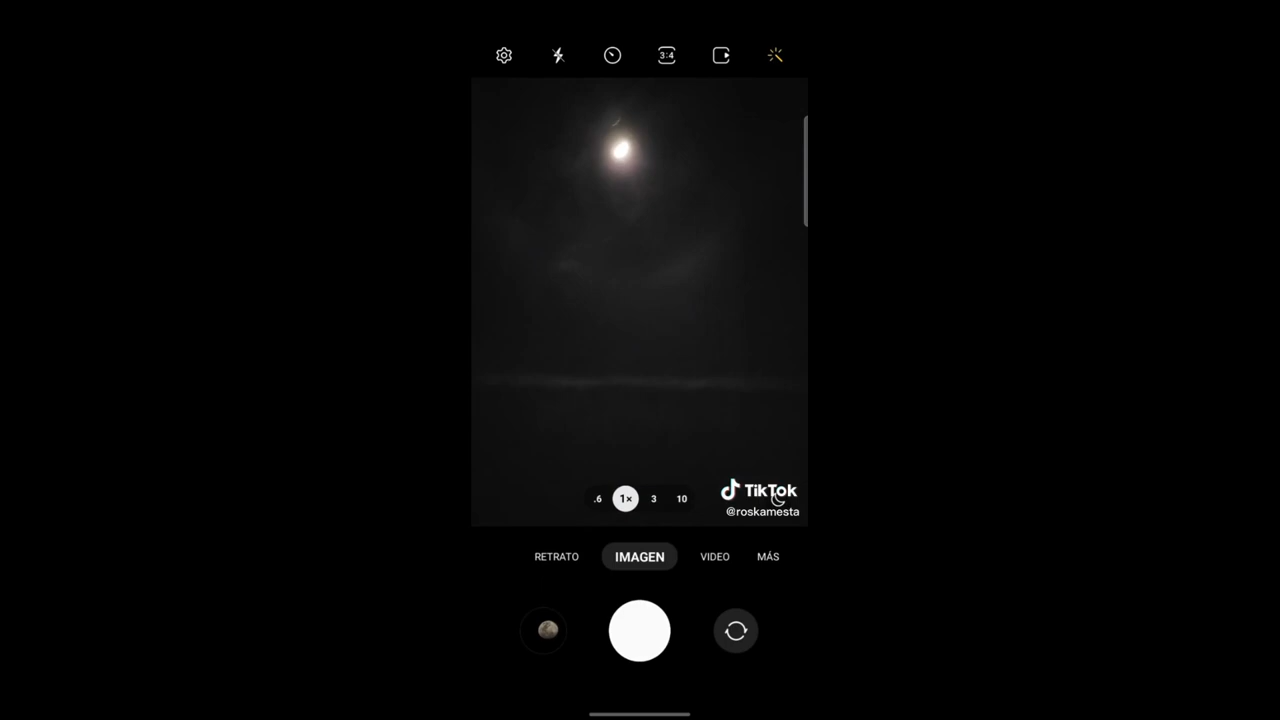 3:4
.6 1× 3 10
TikTok
@roskamesta
RETRATO IMAGEN VIDEO MÁS